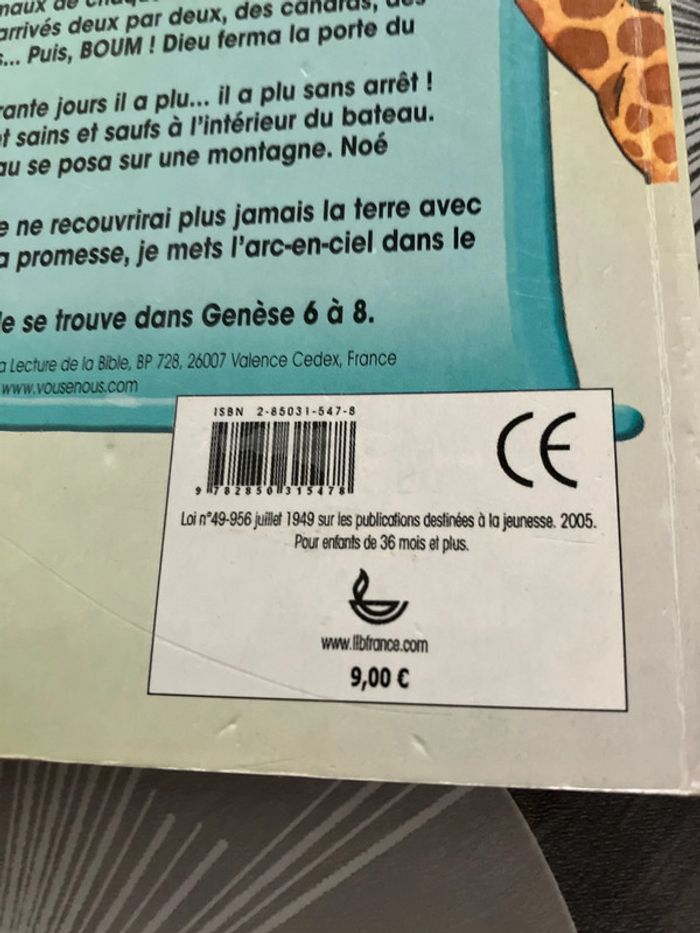 arrivés deux par deux, des canards, des
... Puis, BOUM ! Dieu ferma la porte du
rante jours il a plu... il a plu sans arrêt !
t sains et saufs à l'intérieur du bateau.
au se posa sur une montagne. Noé
e ne recouvrirai plus jamais la terre avec
a promesse, je mets l'arc-en-ciel dans le
le se trouve dans Genèse 6 à 8.
a Lecture de la Bible, BP 728, 26007 Valence Cedex, France
www.vousenous.com
ISBN 2-85031-547-8
9 782850 315478
CE
Loi n°49-956 juillet 1949 sur les publications destinées à la jeunesse. 2005.
Pour enfants de 36 mois et plus.
www.llbfrance.com
9,00 €